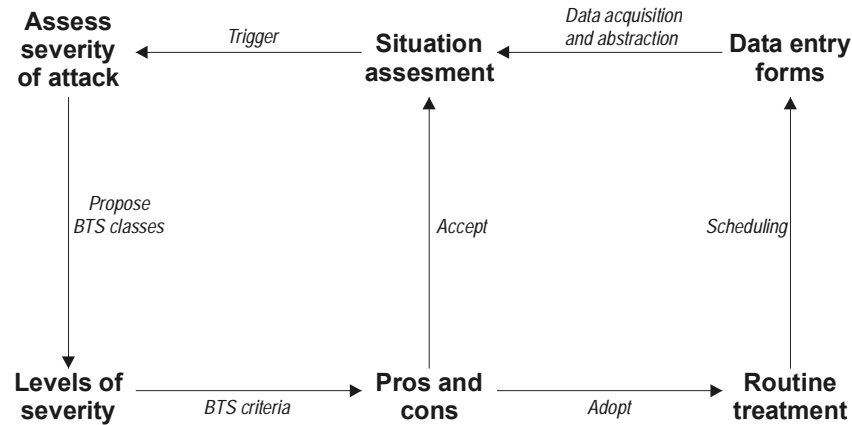 Assess
severity
of attack
Trigger
Situation
assesment
Data acquisition
and abstraction
Data entry
forms
Propose
BTS classes
Accept
Scheduling
Levels of
severity
BTS criteria
Pros and
cons
Adopt
Routine
treatment